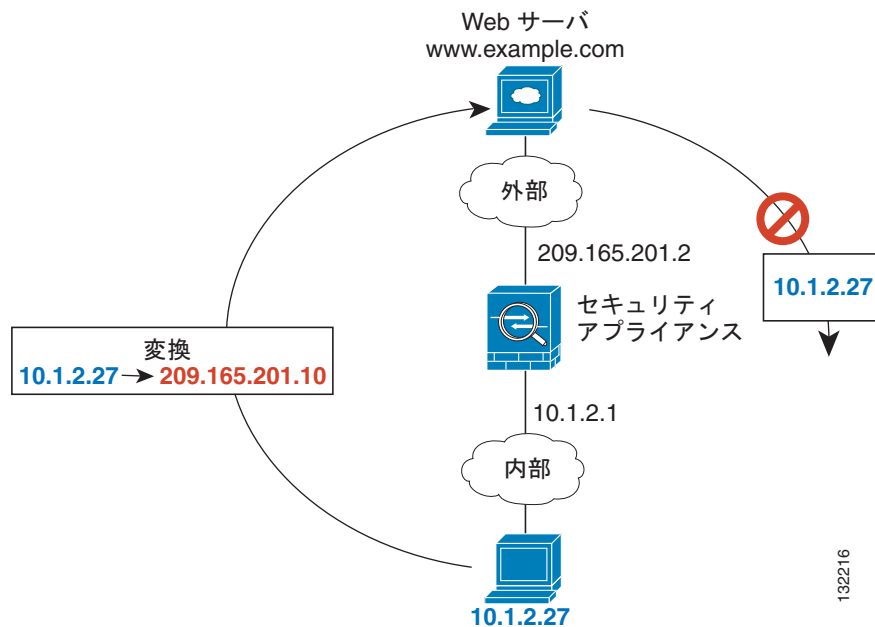 Web サーバ
www.example.com
外部
209.165.201.2
10.1.2.27
セキュリティ
アプライアンス
変換
10.1.2.27 209.165.201.10
10.1.2.1
内部
10.1.2.27
132216